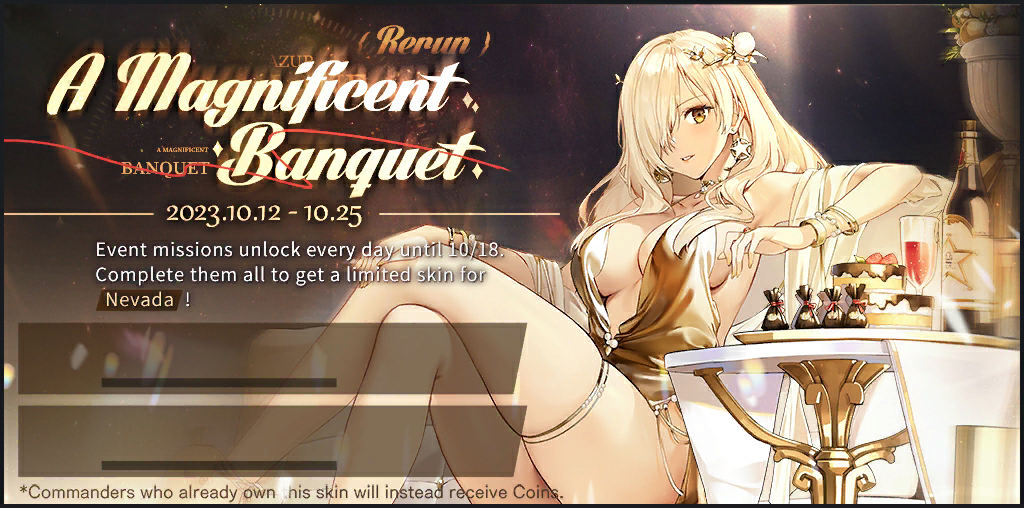 ( Rerun )
AZUR
A Magnificent
Banquet
A MAGNIFICENT
BANQUET
2023.10.12 - 10.25
Event missions unlock every day until 10/18.
Complete them all to get a limited skin for
Nevada !
*Commanders who already own this skin will instead receive Coins.